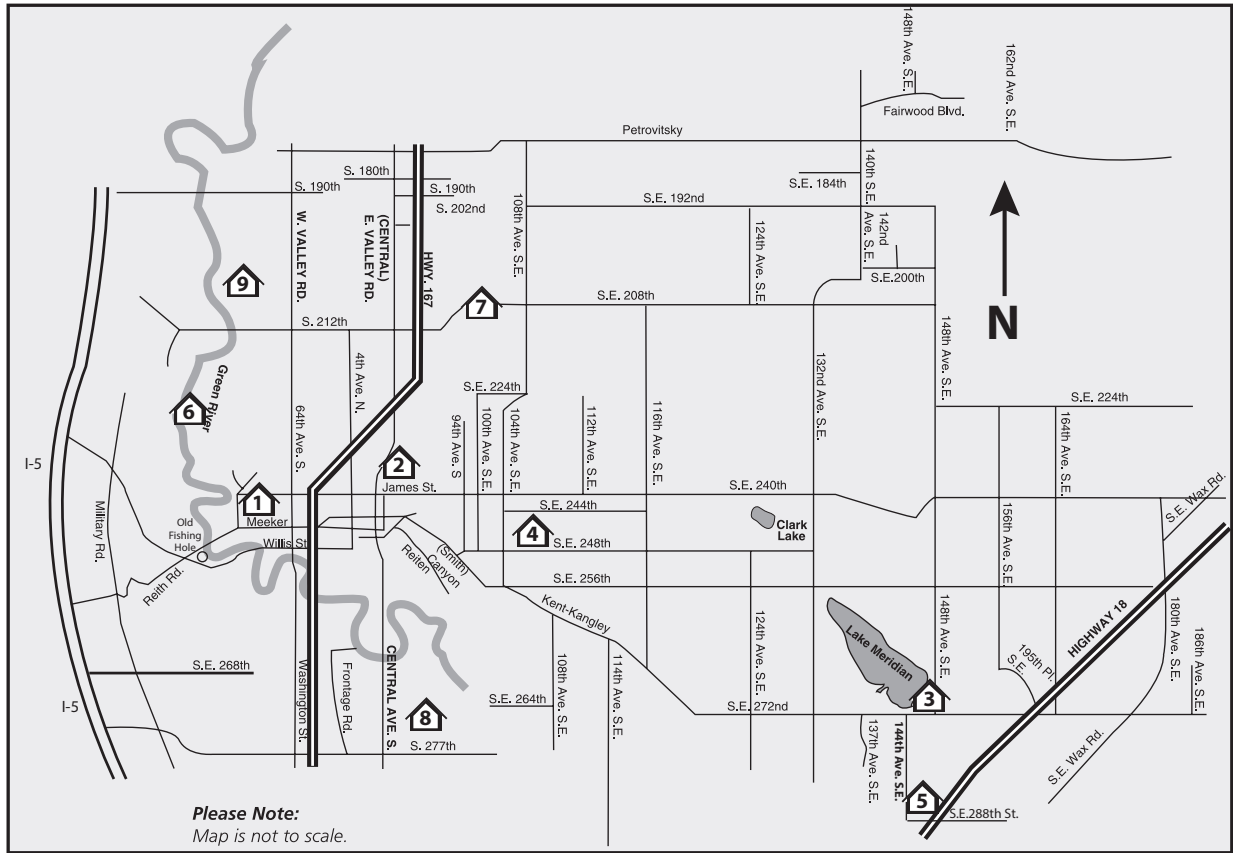 148th Ave. S.E.
162nd Ave. S.E.
Fairwood Blvd.
Petrovitsky
S. 180th
S. 190th
S. 190th
S. 202nd
S.E. 184th
140th S.E.
Ave. S.E.
142nd
S.E. 192nd
S.E.200th
108th Ave. S.E.
124th Ave. S.E.
W. VALLEY RD.
(CENTRAL)
E. VALLEY RD.
HWY. 167
N
9
7
S.E. 208th
S. 212th
4th Ave. N.
Green River
6
64th Ave. S.
S.E. 224th
94th Ave. S
100th Ave. S.E.
104th Ave. S.E.
112th Ave. S.E.
116th Ave. S.E.
132nd Ave. S.E.
148th Ave. S.E.
S.E. 224th
164th Ave. S.E.
I-5
Military Rd.
2
James St.
S.E. 240th
1
Meeker
S.E. 244th
4
Clark
Lake
156th Ave. S.E.
S.E. Wax Rd.
Old
Fishing
Hole
Willis St.
Reiten
(Smith)
Canyon
S.E. 248th
Reith Rd.
S.E. 256th
Kent-Kangley
HIGHWAY 18
S.E. 268th
Washington St.
Frontage Rd.
CENTRAL AVE. S.
8
S.E. 264th
108th Ave. S.E.
114th Ave. S.E.
124th Ave. S.E.
Lake Meridian
148th Ave. S.E.
3
195th Pl.
S.E.
180th Ave. S.E.
186th Ave. S.E.
I-5
S. 277th
S.E. 272nd
137th Ave. S.E.
144th Ave. S.E.
S.E. Wax Rd.
5
S.E.288th St.
Please Note:
Map is not to scale.